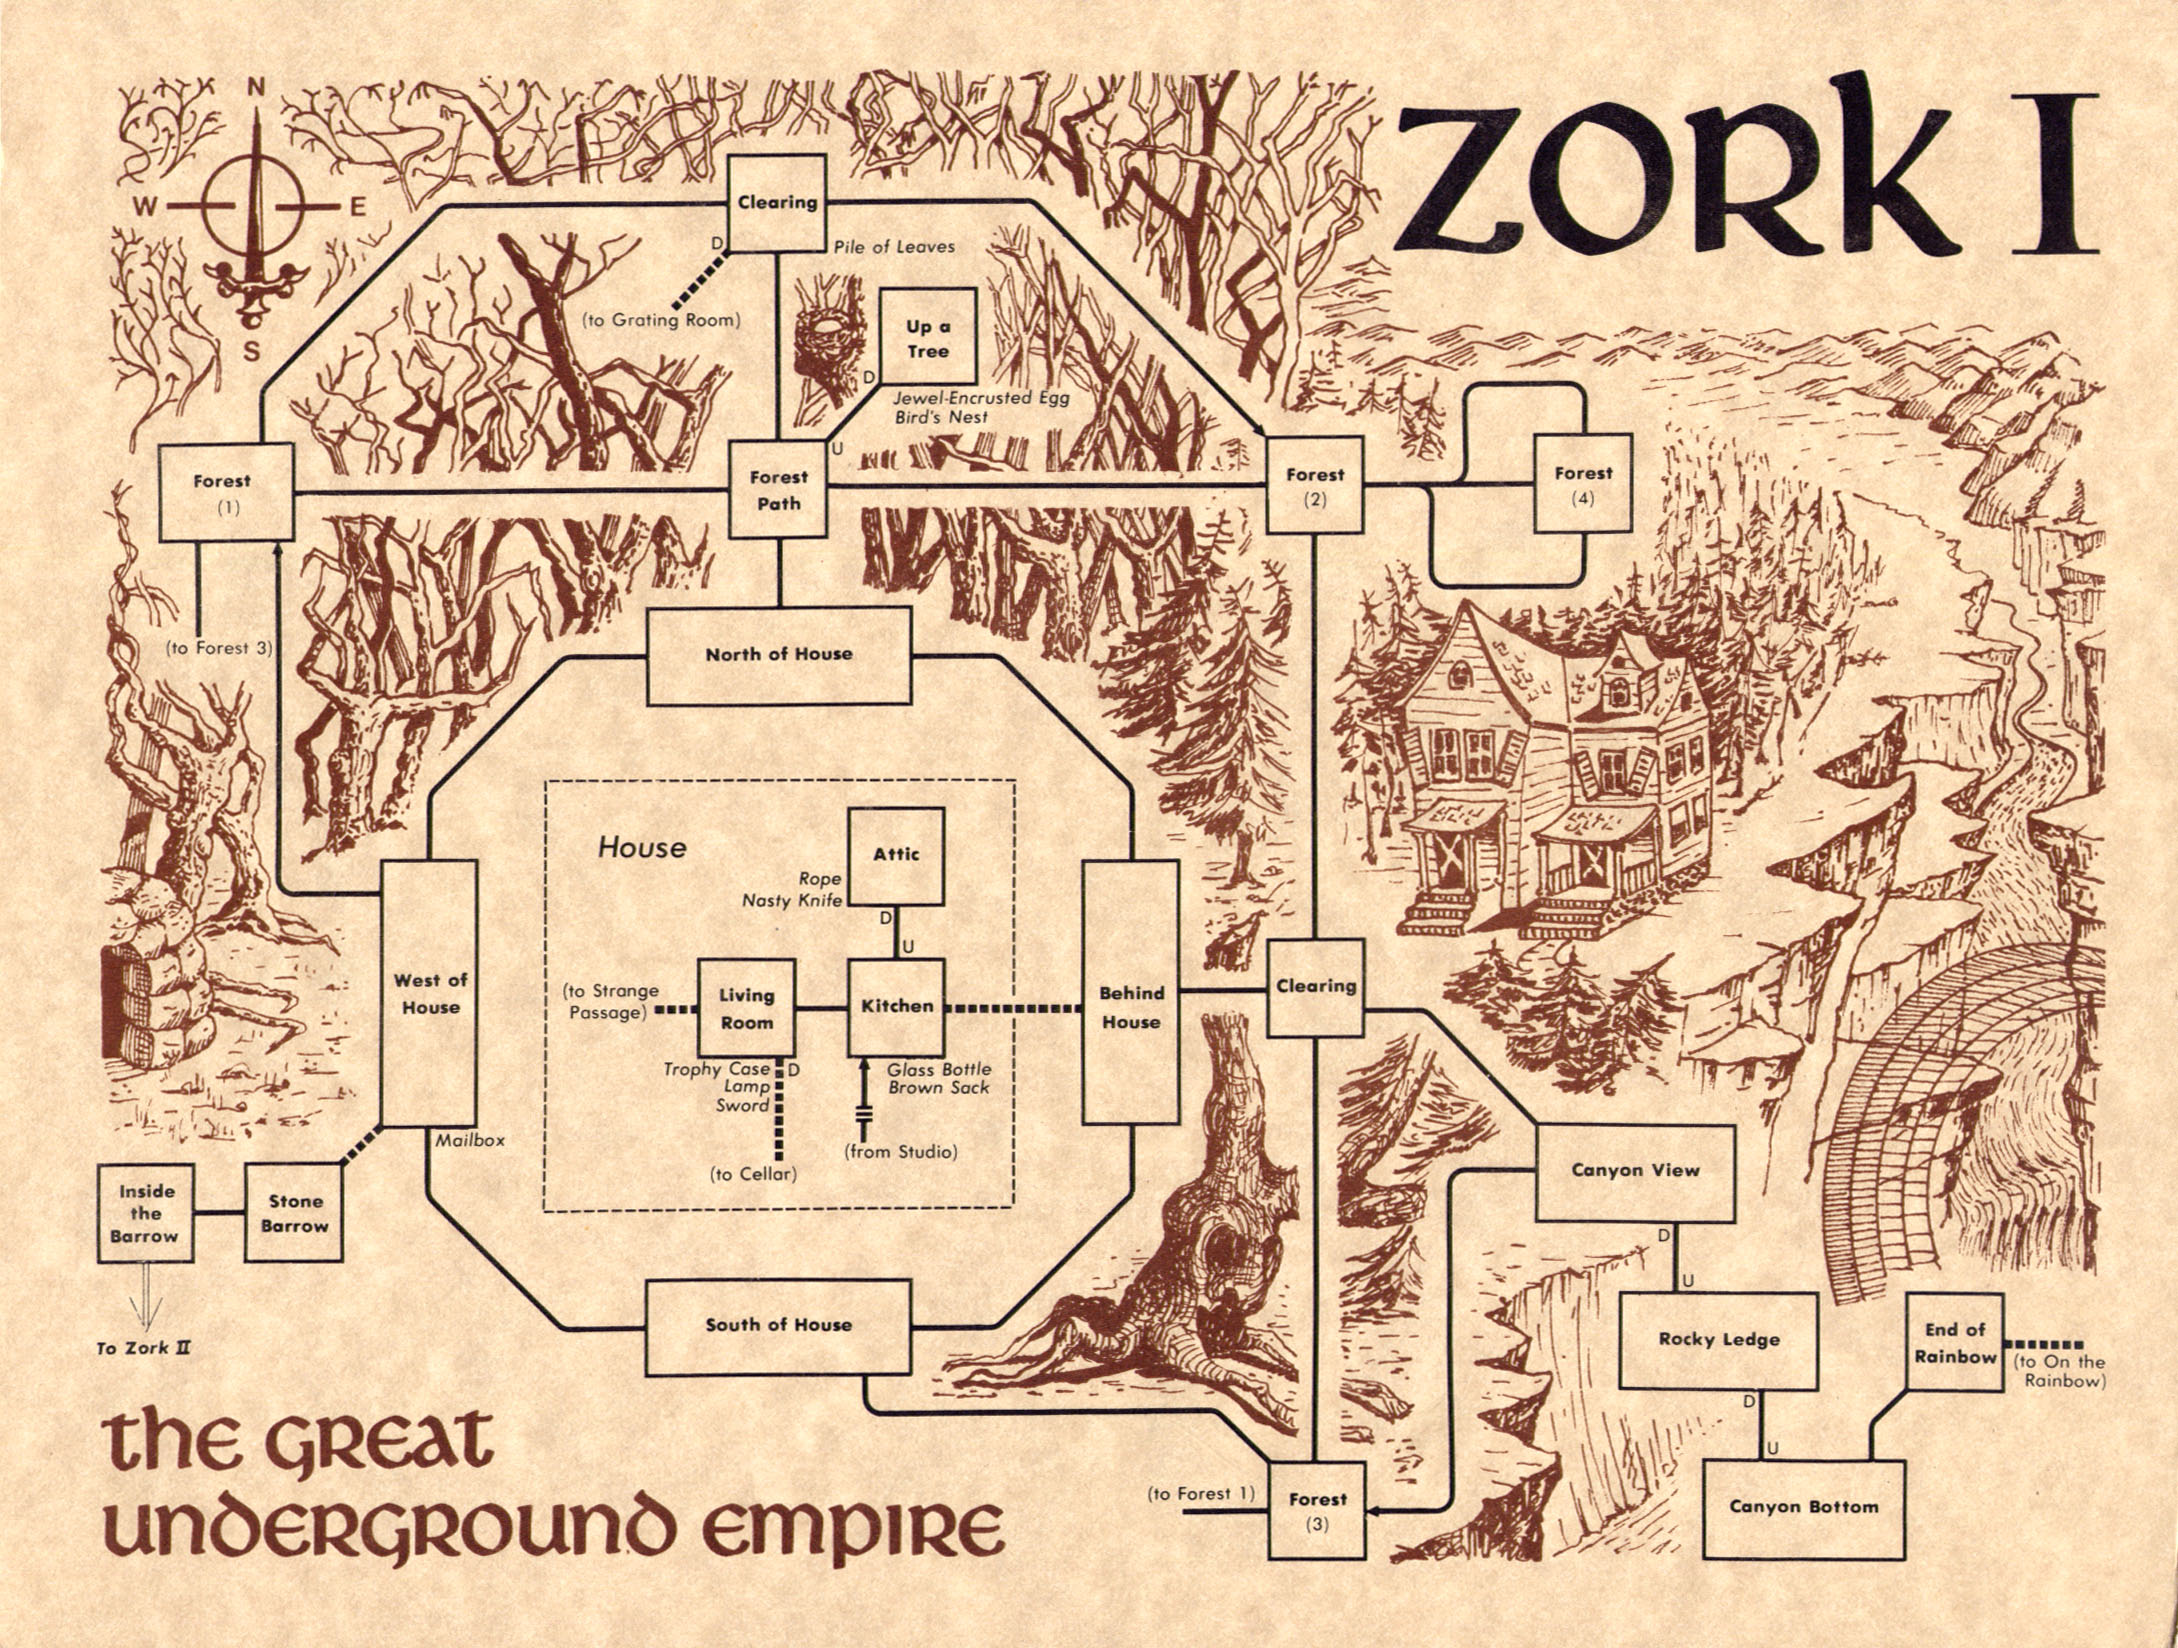 ZORK I
N
W
E
S
Clearing
D
Pile of Leaves
(to Grating Room)
Up a
Tree
D
Jewel-Encrusted Egg
Bird's Nest
U
Forest
(1)
Forest
Path
Forest
(2)
Forest
(4)
(to Forest 3)
North of House
House
Attic
Rope
Nasty Knife
D
U
West of
House
(to Strange
Passage)
Living
Room
Kitchen
Behind
House
Clearing
Trophy Case
Lamp
Sword
D
Glass Bottle
Brown Sack
(to Cellar)
(from Studio)
Mailbox
Inside
the
Barrow
Stone
Barrow
To Zork II
Canyon View
D
U
South of House
Rocky Ledge
D
U
End of
Rainbow
(to On the
Rainbow)
(to Forest 1)
Forest
(3)
Canyon Bottom
the GREAT
UNDERGROUND EMPIRE